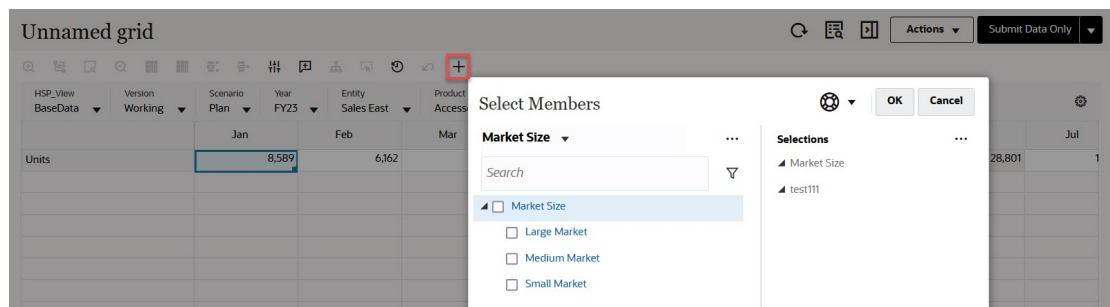 Unnamed grid
Actions
Submit Data Only
HSP_View Version Scenario Year Entity Product
BaseData Working Plan FY23 Sales East
Select Members
OK Cancel
Jan Feb Mar
Market Size
Selections
Jul
Units 8,589 6,162
Search
Market Size
28,801 1
test111
Market Size
Large Market
Medium Market
Small Market